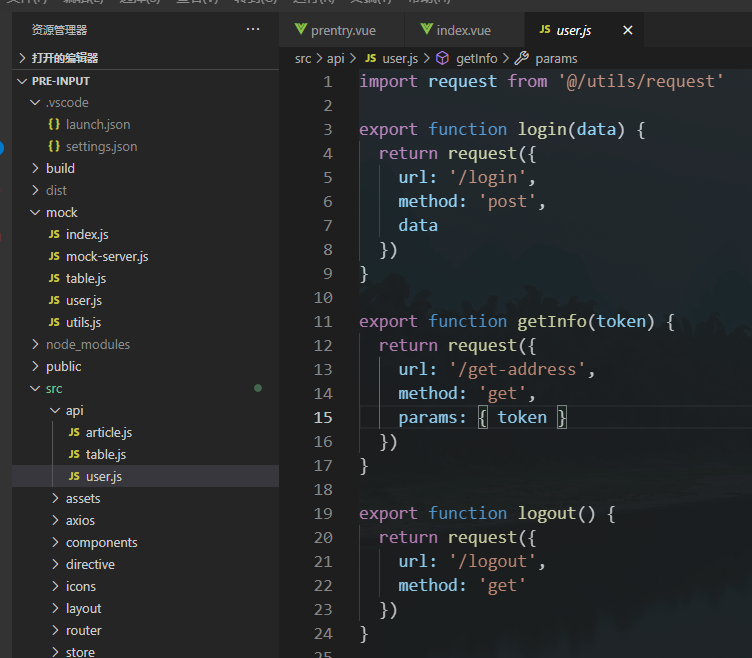 资源管理器 ...
打开的编辑器
PRE-INPUT
.vscode
launch.json
settings.json
build
dist
mock
JS index.js
JS mock-server.js
JS table.js
JS user.js
JS utils.js
node_modules
public
src
api
JS article.js
JS table.js
JS user.js
assets
axios
components
directive
icons
layout
router
store
prentry.vue index.vue JS user.js
src > api > JS user.js > getInfo > params
1 import request from '@/utils/request'
2
3 export function login(data) {
4 return request({
5 url: '/login',
6 method: 'post',
7 data
8 })
9 }
10
11 export function getInfo(token) {
12 return request({
13 url: '/get-address',
14 method: 'get',
15 params: { token }
16 })
17 }
18
19 export function logout() {
20 return request({
21 url: '/logout',
22 method: 'get'
23 })
24 }
25